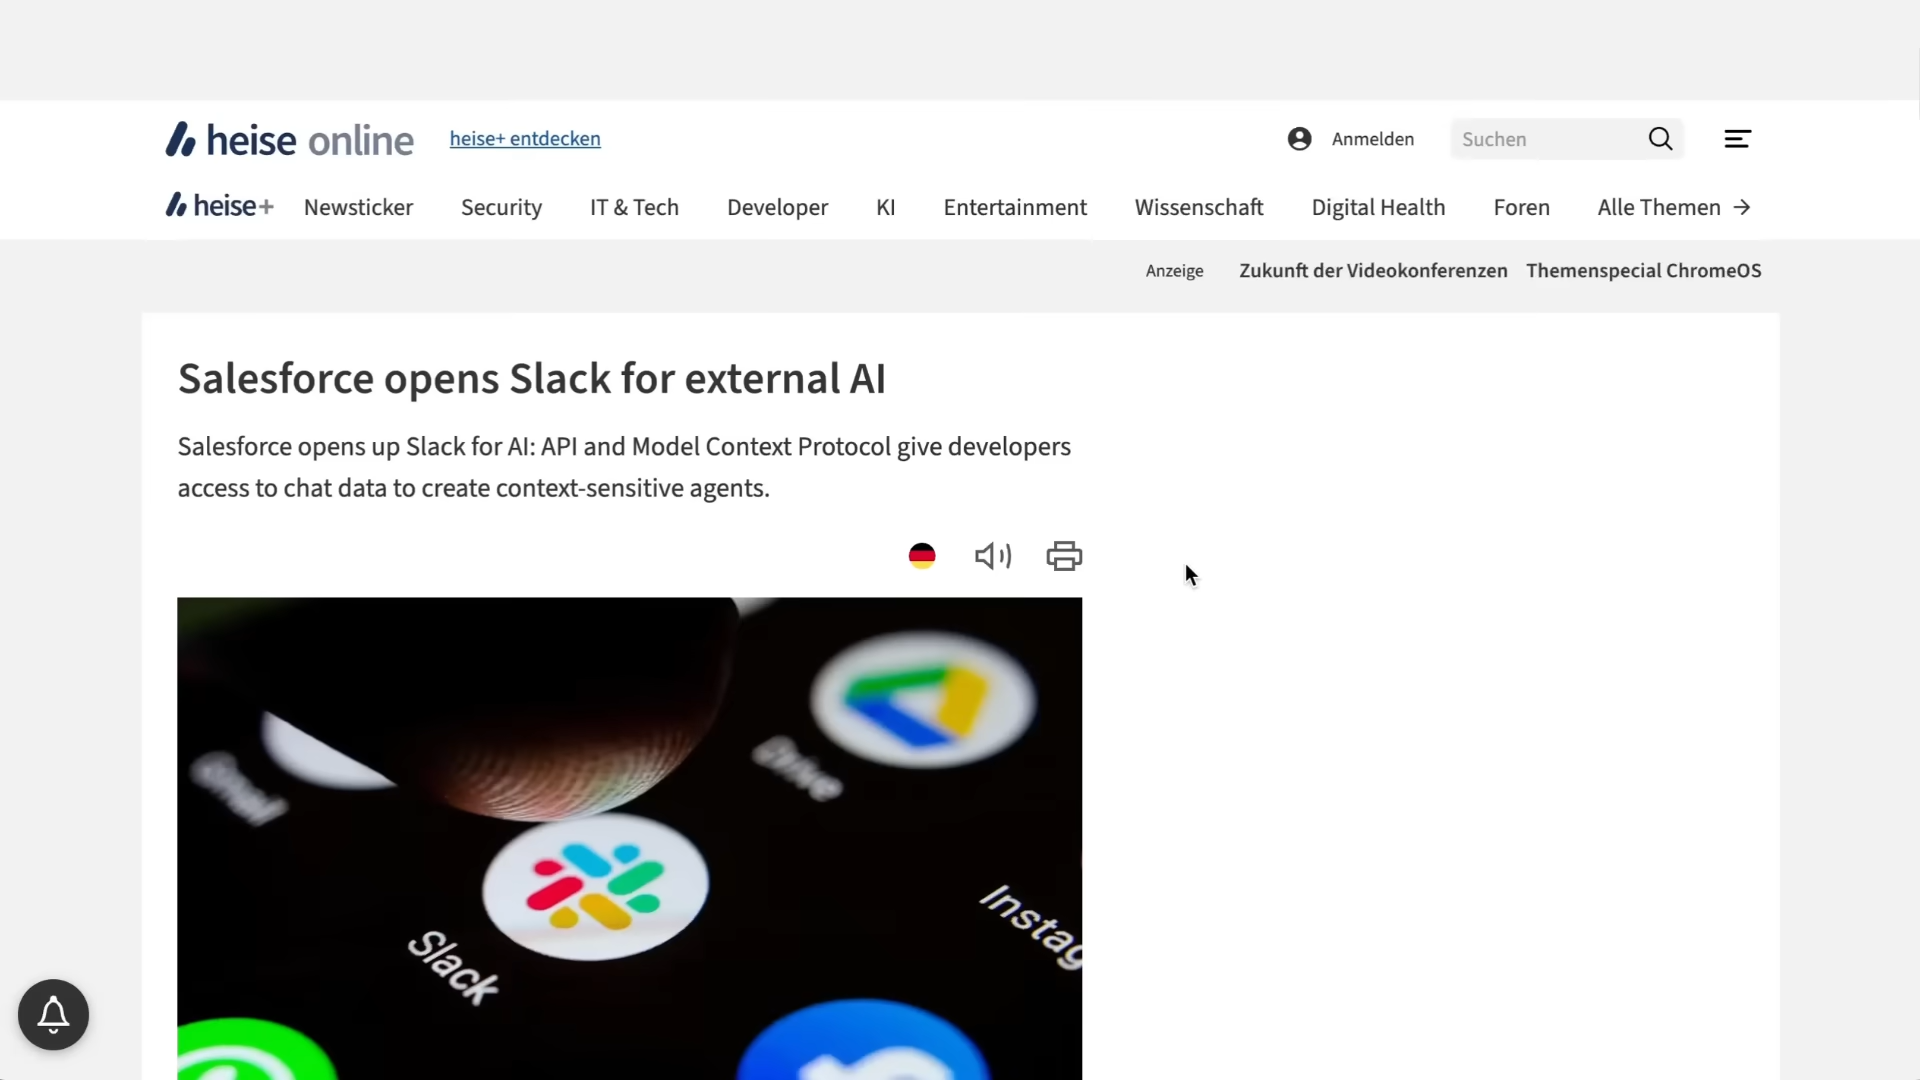 heise online
heise+ entdecken
Anmelden
Suchen
heise+
Newsticker
Security
IT & Tech
Developer
KI
Entertainment
Wissenschaft
Digital Health
Foren
Alle Themen
Anzeige
Zukunft der Videokonferenzen
Themenspecial ChromeOS
Salesforce opens Slack for external AI
Salesforce opens up Slack for AI: API and Model Context Protocol give developers
access to chat data to create context-sensitive agents.
Gmail
Drive
Slack
Instag